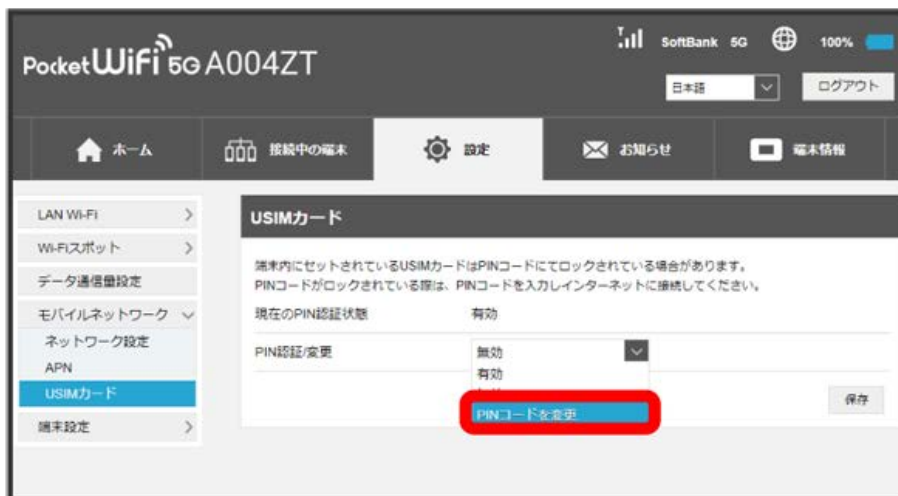 Pocket WiFi 5G A004ZT
SoftBank 5G 100%
日本語 ログアウト
ホーム 接続中の端末 設定 お知らせ 端末情報
LAN Wi-Fi
Wi-Fiスポット
データ通信量設定
モバイルネットワーク
ネットワーク設定
APN
USIMカード
端末設定
USIMカード
端末内にセットされているUSIMカードはPINコードにてロックされている場合があります。
PINコードがロックされている際は、PINコードを入力しインターネットに接続してください。
現在のPIN認証状態 有効
PIN認証/変更 無効
有効
PINコードを変更
保存